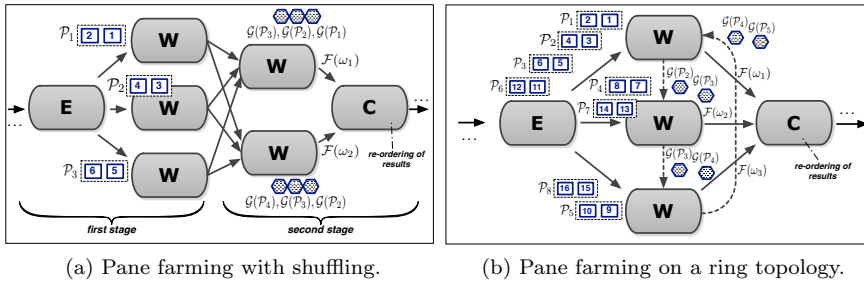 𝒫₁ 2 1
W
𝒢(𝒫₃), 𝒢(𝒫₂), 𝒢(𝒫₁)
𝒫₂ 4 3
W
ℱ(ω₁)
... E W C ...
W
ℱ(ω₂)
𝒫₃ 6 5
W
re-ordering of
results
𝒢(𝒫₄), 𝒢(𝒫₃), 𝒢(𝒫₂)
first stage second stage
(a) Pane farming with shuffling.
𝒫₁ 2 1
𝒫₂ 4 3
W
𝒢(𝒫₄) 𝒢(𝒫₅)
𝒫₃ 6 5
𝒫₆ 12 11
𝒫₄ 8 7
𝒢(𝒫₂) 𝒢(𝒫₃)
ℱ(ω₁)
𝒫₇ 14 13
ℱ(ω₂)
... E W C ...
𝒢(𝒫₃) 𝒢(𝒫₄)
ℱ(ω₃)
re-ordering of
results
𝒫₈ 16 15
W
𝒫₅ 10 9
(b) Pane farming on a ring topology.